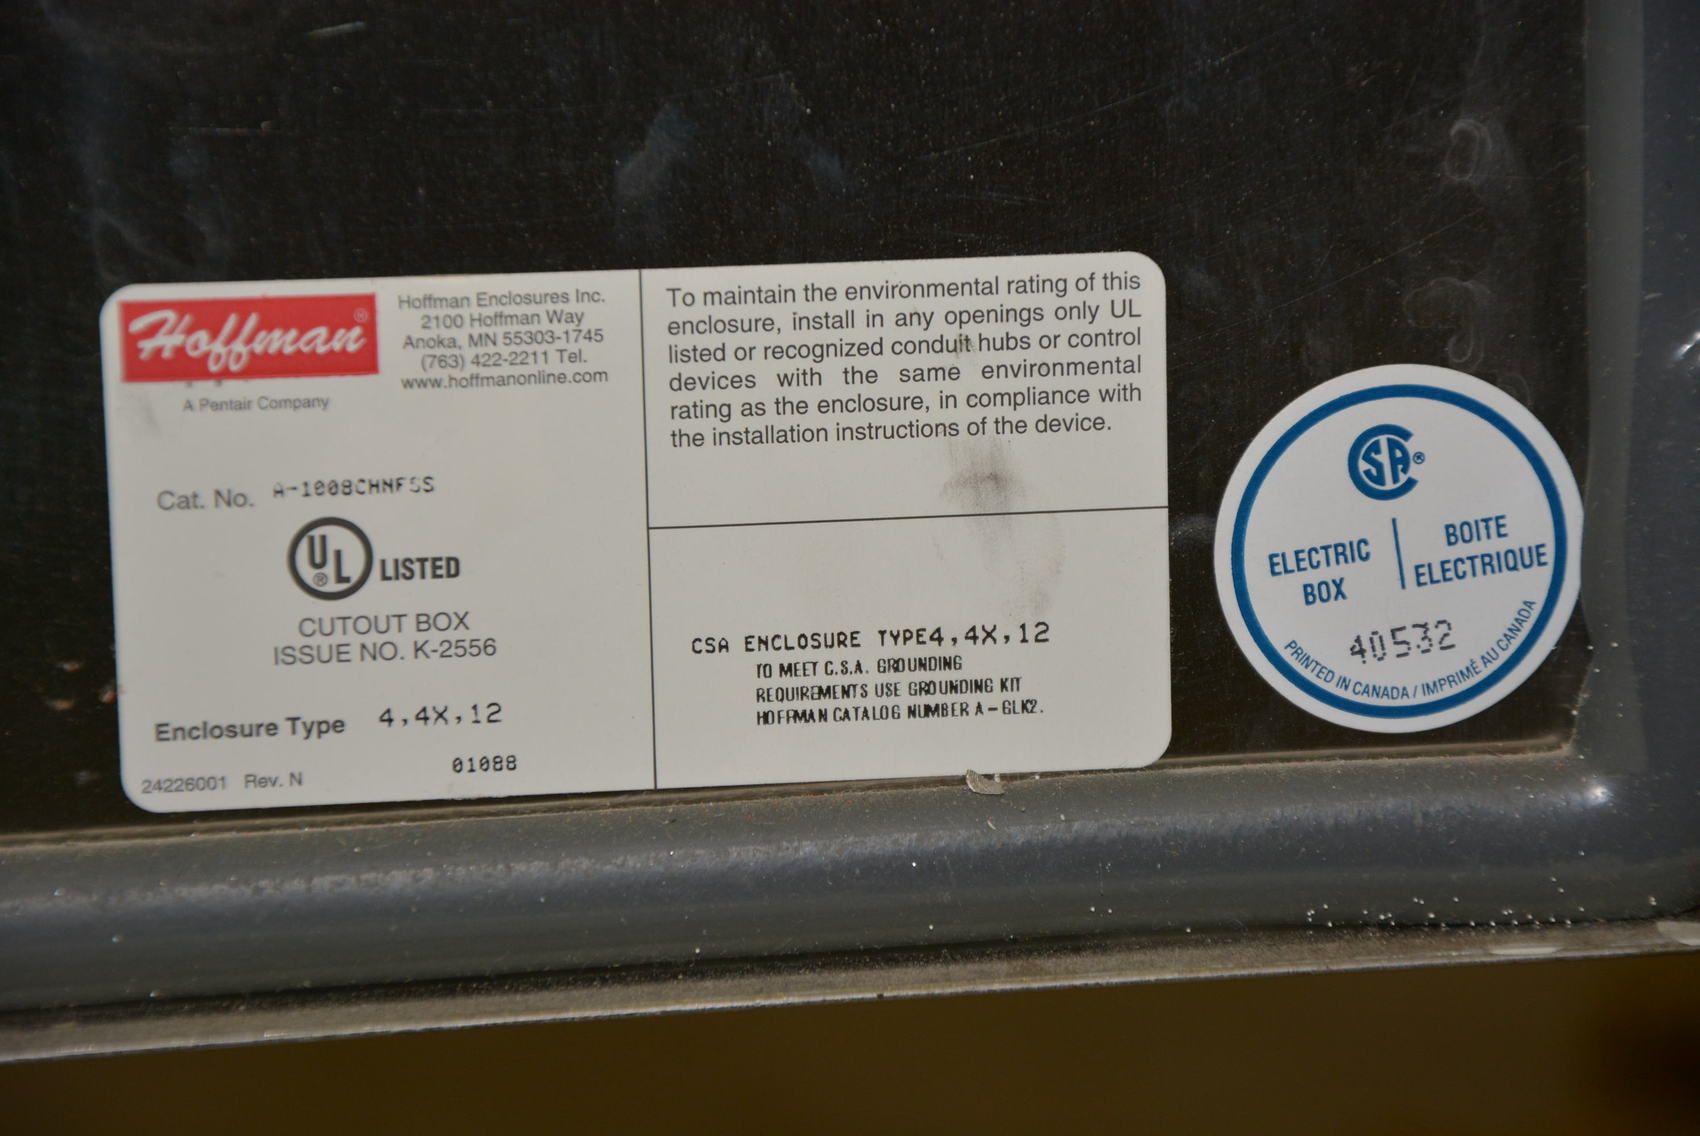 Hoffman®
A Pentair Company
Hoffman Enclosures Inc.
2100 Hoffman Way
Anoka, MN 55303-1745
(763) 422-2211 Tel.
www.hoffmanonline.com
Cat. No. A-1008CHNFSS
UL® LISTED
CUTOUT BOX
ISSUE NO. K-2556
Enclosure Type 4,4X,12
01088
24226001 Rev. N
To maintain the environmental rating of this
enclosure, install in any openings only UL
listed or recognized conduit hubs or control
devices with the same environmental
rating as the enclosure, in compliance with
the installation instructions of the device.
CSA ENCLOSURE TYPE4,4X,12
TO MEET C.S.A. GROUNDING
REQUIREMENTS USE GROUNDING KIT
HOFFMAN CATALOG NUMBER A-GLK2.
CSA®
ELECTRIC
BOX
BOITE
ELECTRIQUE
40532
PRINTED IN CANADA / IMPRIMÉ AU CANADA